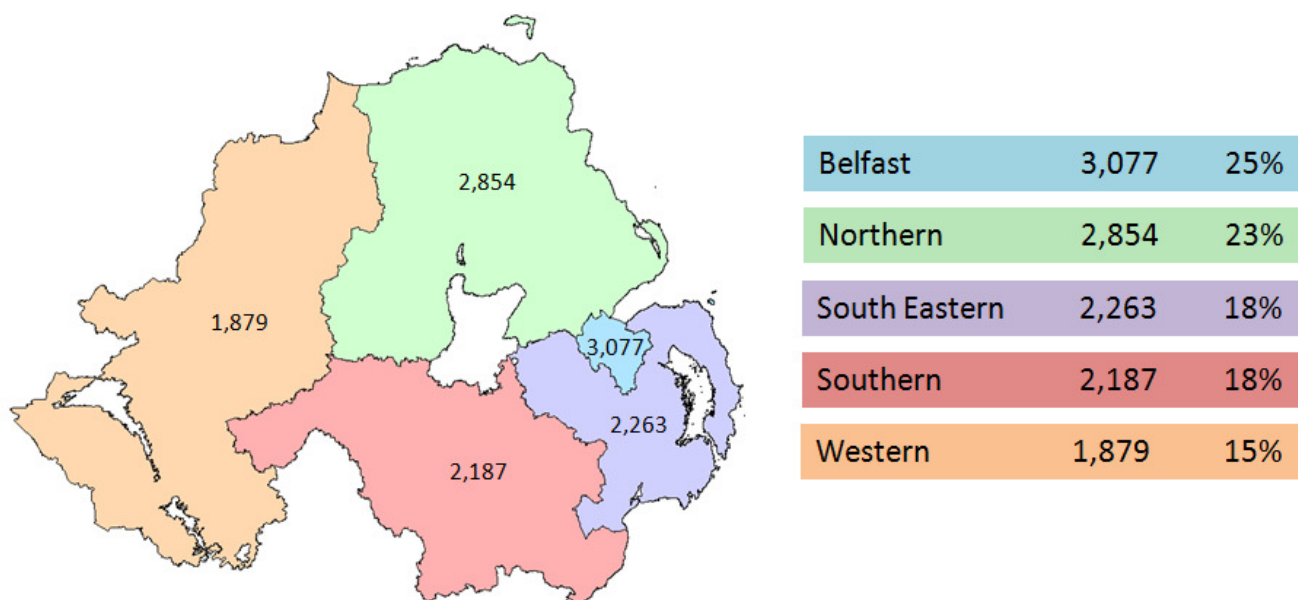 2,854
1,879
3,077
2,263
2,187
Belfast 3,077 25%
Northern 2,854 23%
South Eastern 2,263 18%
Southern 2,187 18%
Western 1,879 15%